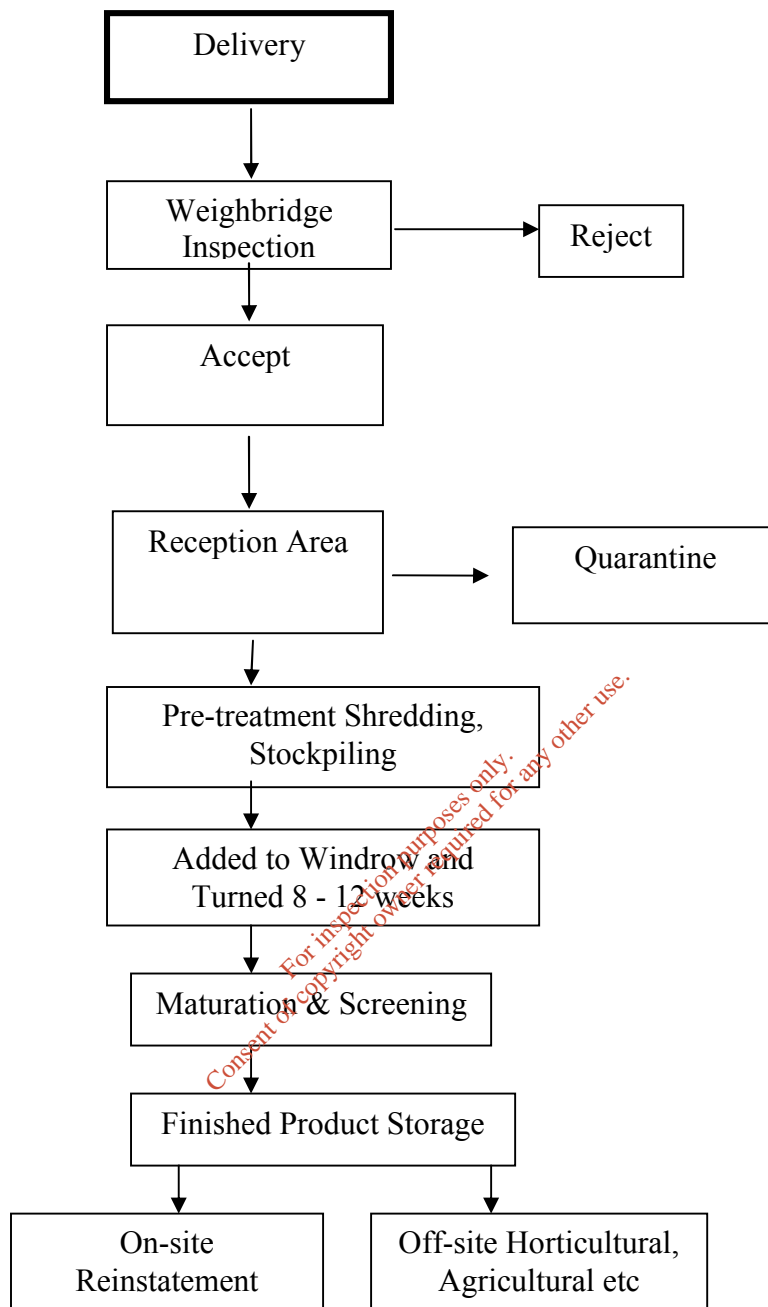 Delivery
Weighbridge
Inspection
Reject
Accept
Reception Area
Quarantine
Pre-treatment Shredding,
Stockpiling
Added to Windrow and
Turned 8 - 12 weeks
Maturation & Screening
Finished Product Storage
On-site
Reinstatement
Off-site Horticultural,
Agricultural etc
For inspection purposes only.
Consent of copyright owner required for any other use.